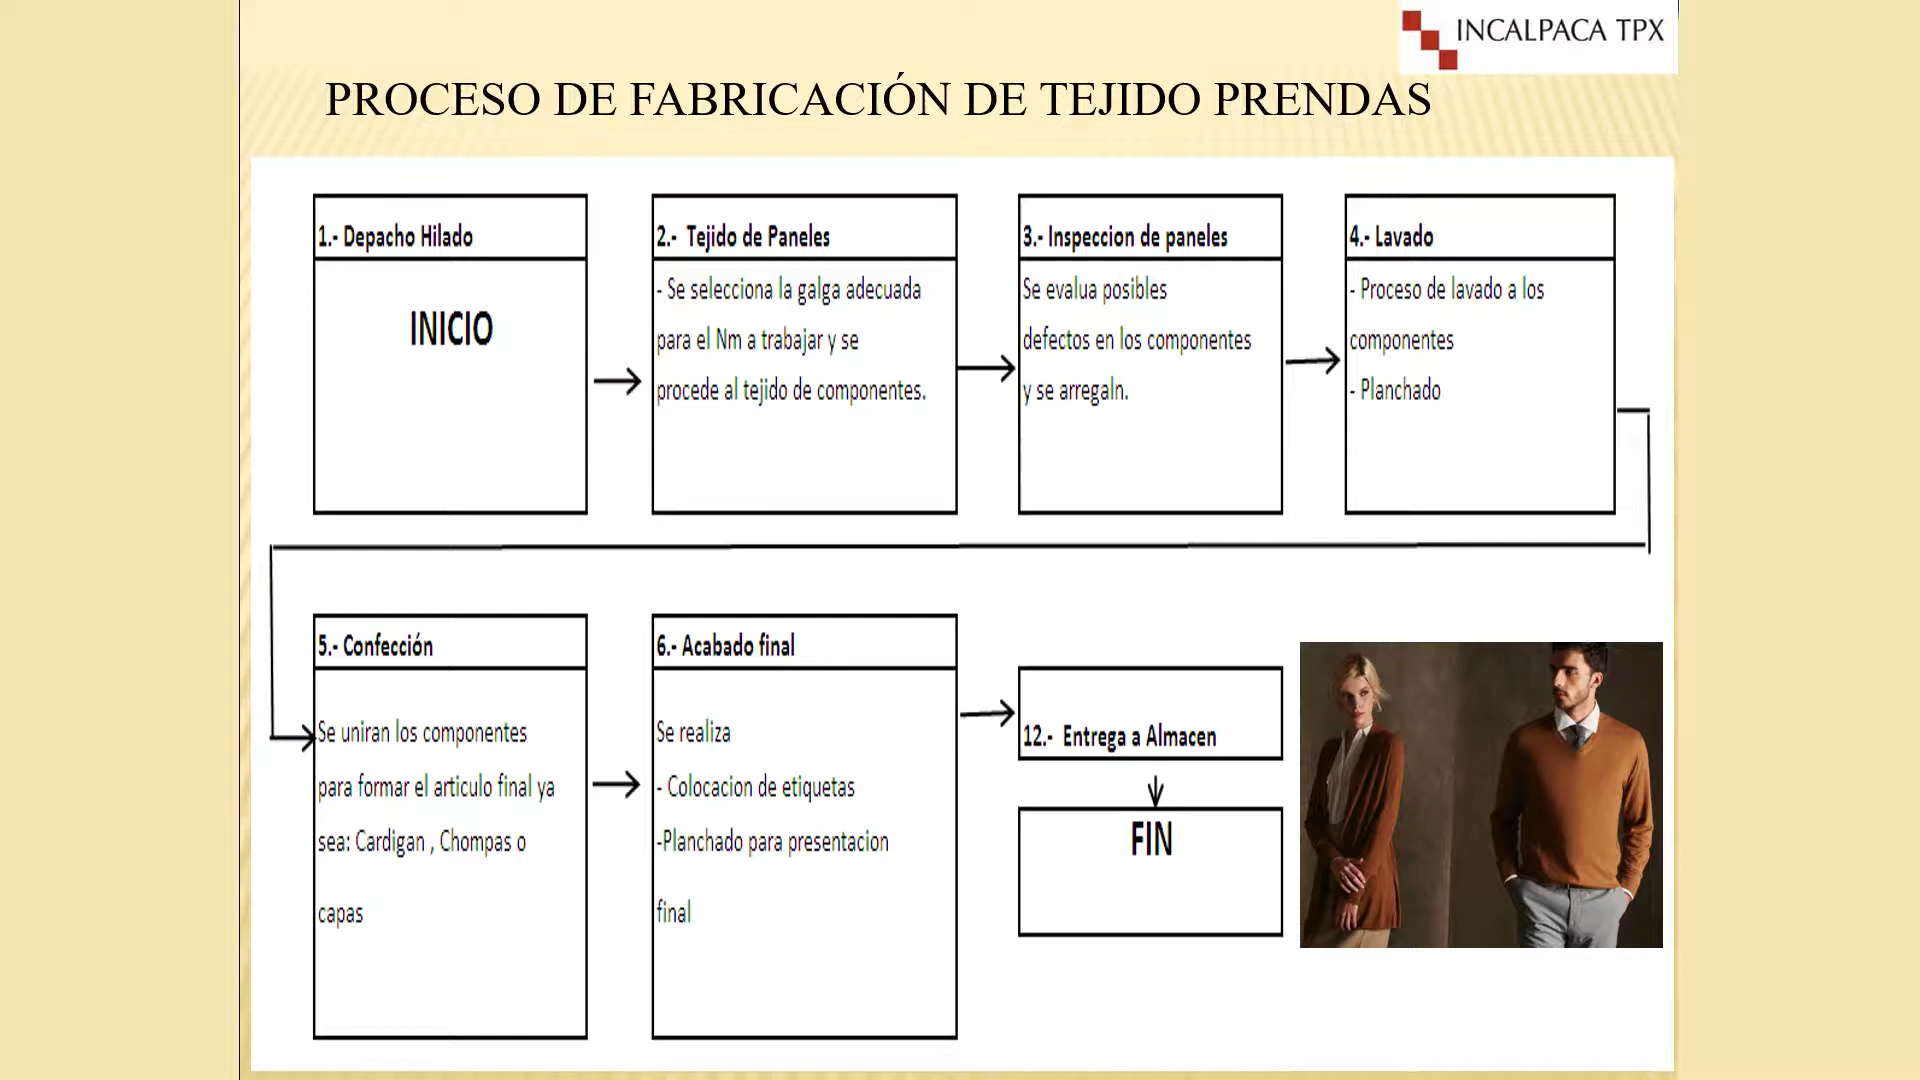 INCALPACA TPX
PROCESO DE FABRICACIÓN DE TEJIDO PRENDAS
1.- Depacho Hilado
INICIO
2.- Tejido de Paneles
- Se selecciona la galga adecuada
para el Nm a trabajar y se
procede al tejido de componentes.
3.- Inspeccion de paneles
Se evalua posibles
defectos en los componentes
y se arregaln.
4.- Lavado
- Proceso de lavado a los
componentes
- Planchado
5.- Confección
Se uniran los componentes
para formar el articulo final ya
sea: Cardigan , Chompas o
capas
6.- Acabado final
Se realiza
- Colocacion de etiquetas
-Planchado para presentacion
final
12.- Entrega a Almacen
FIN